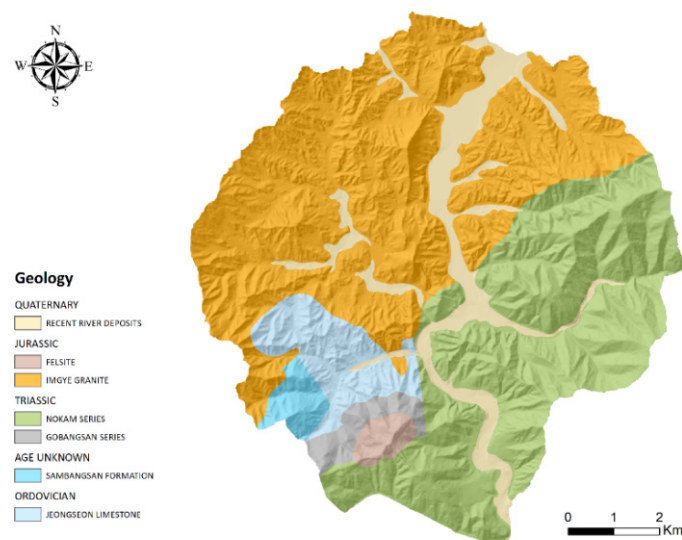 N
W E
S
Geology
QUATERNARY
RECENT RIVER DEPOSITS
JURASSIC
FELSITE
IMGYE GRANITE
TRIASSIC
NOKAM SERIES
GOBANGSAN SERIES
AGE UNKNOWN
SAMBANGSAN FORMATION
ORDOVICIAN
JEONGSEON LIMESTONE
0 1 2
Km